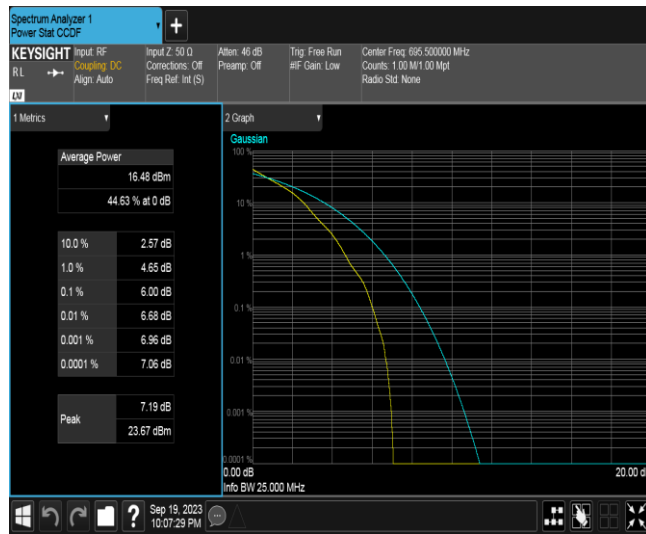 Spectrum Analyzer 1
Power Stat CCDF
+
KEYSIGHT
RL
LXI
Input: RF
Coupling: DC
Align: Auto
Input Z: 50 Ω
Corrections: Off
Freq Ref: Int (S)
Atten: 46 dB
Preamp: Off
Trig: Free Run
#IF Gain: Low
Center Freq: 695.500000 MHz
Counts: 1.00 M/1.00 Mpt
Radio Std: None
1 Metrics
Average Power
16.48 dBm
44.63 % at 0 dB
10.0 % 2.57 dB
1.0 % 4.65 dB
0.1 % 6.00 dB
0.01 % 6.68 dB
0.001 % 6.96 dB
0.0001 % 7.06 dB
Peak
7.19 dB
23.67 dBm
2 Graph
Gaussian
100 %
10 %
1 %
0.1 %
0.01 %
0.001 %
0.0001 %
0.00 dB
20.00 d
Info BW 25.000 MHz
?
Sep 19, 2023
10:07:29 PM